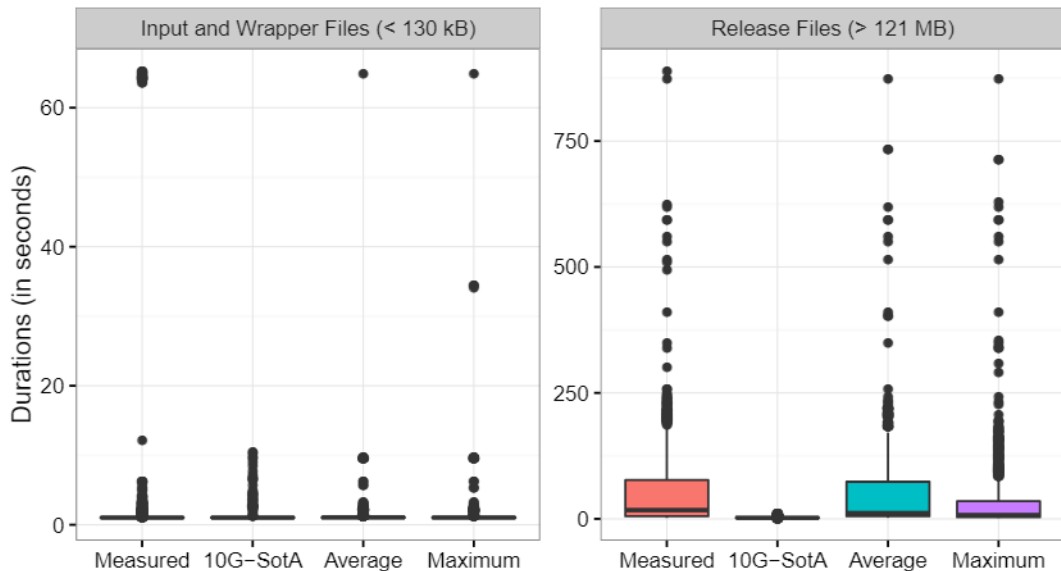 Input and Wrapper Files (< 130 kB)
Release Files (> 121 MB)
Durations (in seconds)
60
40
20
0
750
500
250
0
Measured 10G−SotA Average Maximum
Measured 10G−SotA Average Maximum